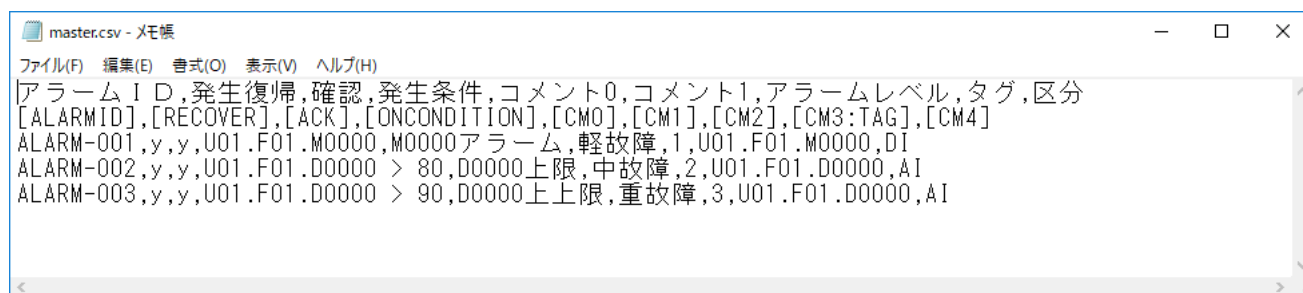 master.csv - メモ帳
ファイル(F) 編集(E) 書式(O) 表示(V) ヘルプ(H)
アラームＩＤ,発生復帰,確認,発生条件,コメント0,コメント1,アラームレベル,タグ,区分
[ALARMID],[RECOVER],[ACK],[ONCONDITION],[CM0],[CM1],[CM2],[CM3:TAG],[CM4]
ALARM-001,y,y,U01.F01.M0000,M0000アラーム,軽故障,1,U01.F01.M0000,DI
ALARM-002,y,y,U01.F01.D0000 > 80,D0000上限,中故障,2,U01.F01.D0000,AI
ALARM-003,y,y,U01.F01.D0000 > 90,D0000上上限,重故障,3,U01.F01.D0000,AI